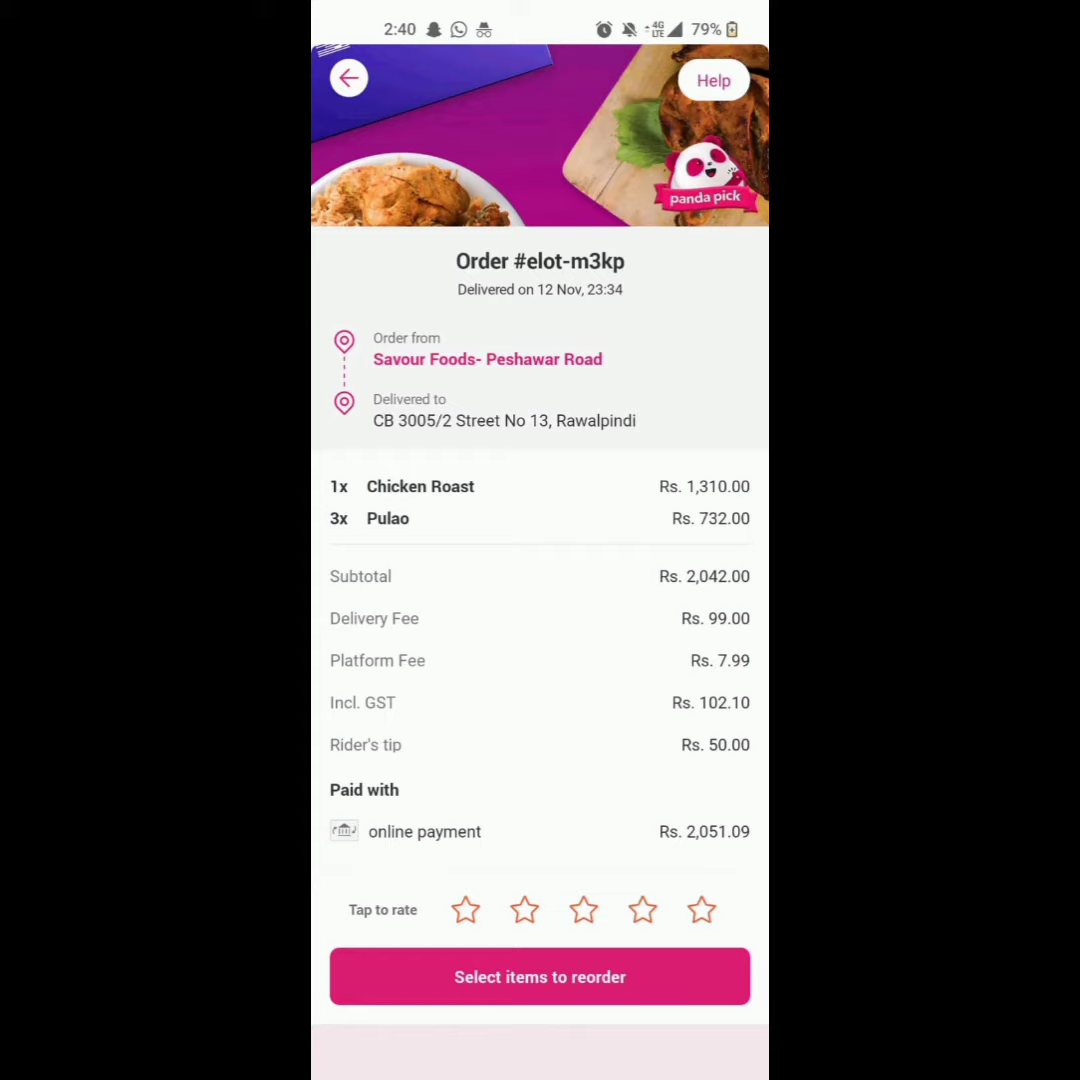 2:40 4G LTE 79%
Help
panda pick
Order #elot-m3kp
Delivered on 12 Nov, 23:34
Order from
Savour Foods- Peshawar Road
Delivered to
CB 3005/2 Street No 13, Rawalpindi
1x Chicken Roast Rs. 1,310.00
3x Pulao Rs. 732.00
Subtotal Rs. 2,042.00
Delivery Fee Rs. 99.00
Platform Fee Rs. 7.99
Incl. GST Rs. 102.10
Rider's tip Rs. 50.00
Paid with
online payment Rs. 2,051.09
Tap to rate
Select items to reorder